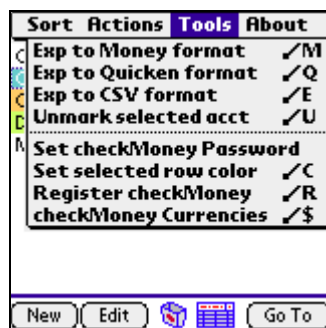 Sort Actions Tools About
Exp to Money format /M
Exp to Quicken format /Q
Exp to CSV format /E
Unmark selected acct /U
Set checkMoney Password
Set selected row color /C
Register checkMoney /R
checkMoney Currencies /$
New Edit Go To